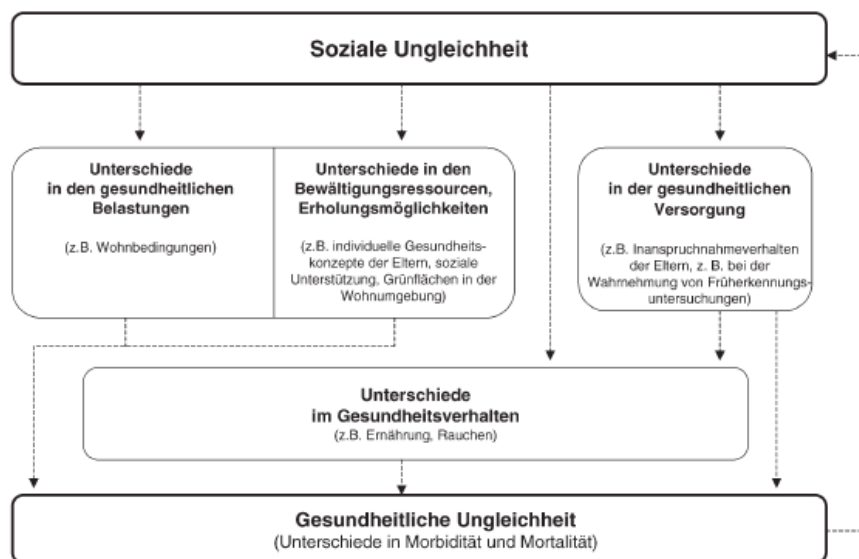 Soziale Ungleichheit
Unterschiede
in den gesundheitlichen
Belastungen
(z.B. Wohnbedingungen)
Unterschiede in den
Bewältigungsressourcen,
Erholungsmöglichkeiten
(z.B. individuelle Gesundheits-
konzepte der Eltern, soziale
Unterstützung, Grünflächen in der
Wohnumgebung)
Unterschiede
in der gesundheitlichen
Versorgung
(z.B. Inanspruchnahmeverhalten
der Eltern, z. B. bei der
Wahrnehmung von Früherkennungs-
untersuchungen)
Unterschiede
im Gesundheitsverhalten
(z.B. Ernährung, Rauchen)
Gesundheitliche Ungleichheit
(Unterschiede in Morbidität und Mortalität)